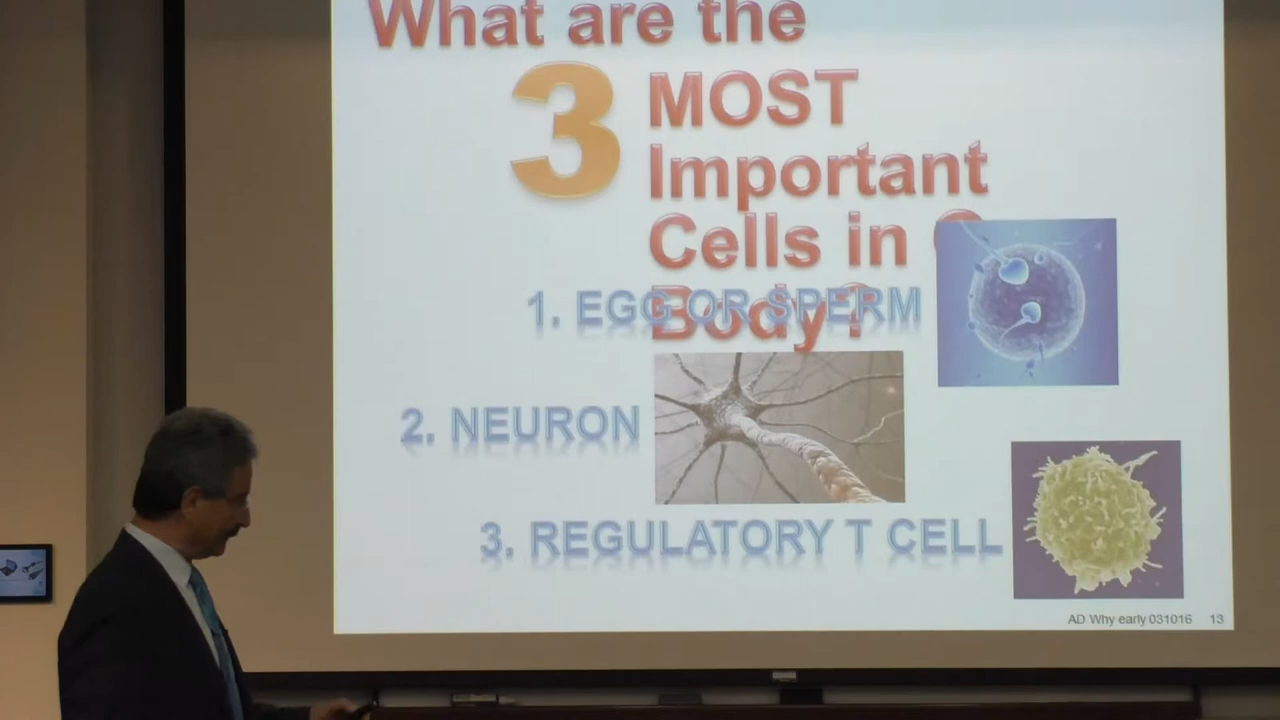 What are the
3 MOST
Important
Cells in
Body?
1. EGG OR SPERM
2. NEURON
3. REGULATORY T CELL
AD Why early 031016 13